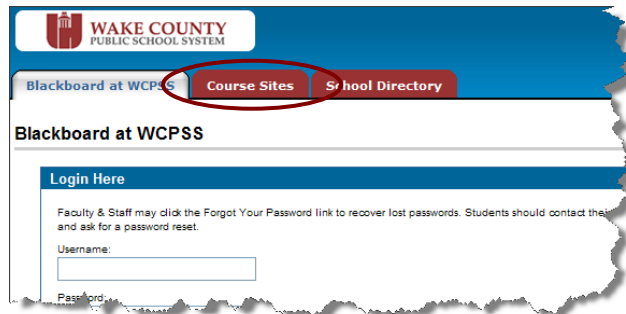 WAKE COUNTY
PUBLIC SCHOOL SYSTEM
Blackboard at WCPSS Course Sites School Directory
Blackboard at WCPSS
Login Here
Faculty & Staff may click the Forgot Your Password link to recover lost passwords. Students should contact their
and ask for a password reset.
Username:
Password: